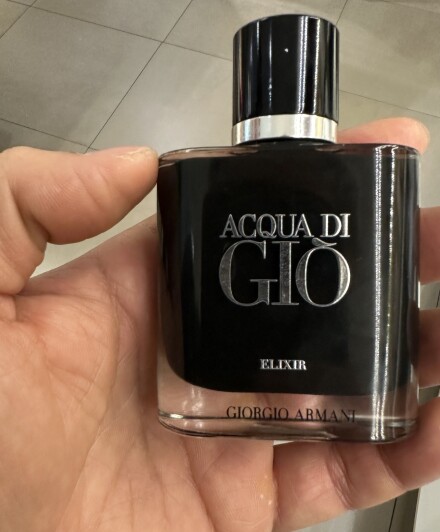 ACQUA DI
GIÒ
ELIXIR
GIORGIO ARMANI